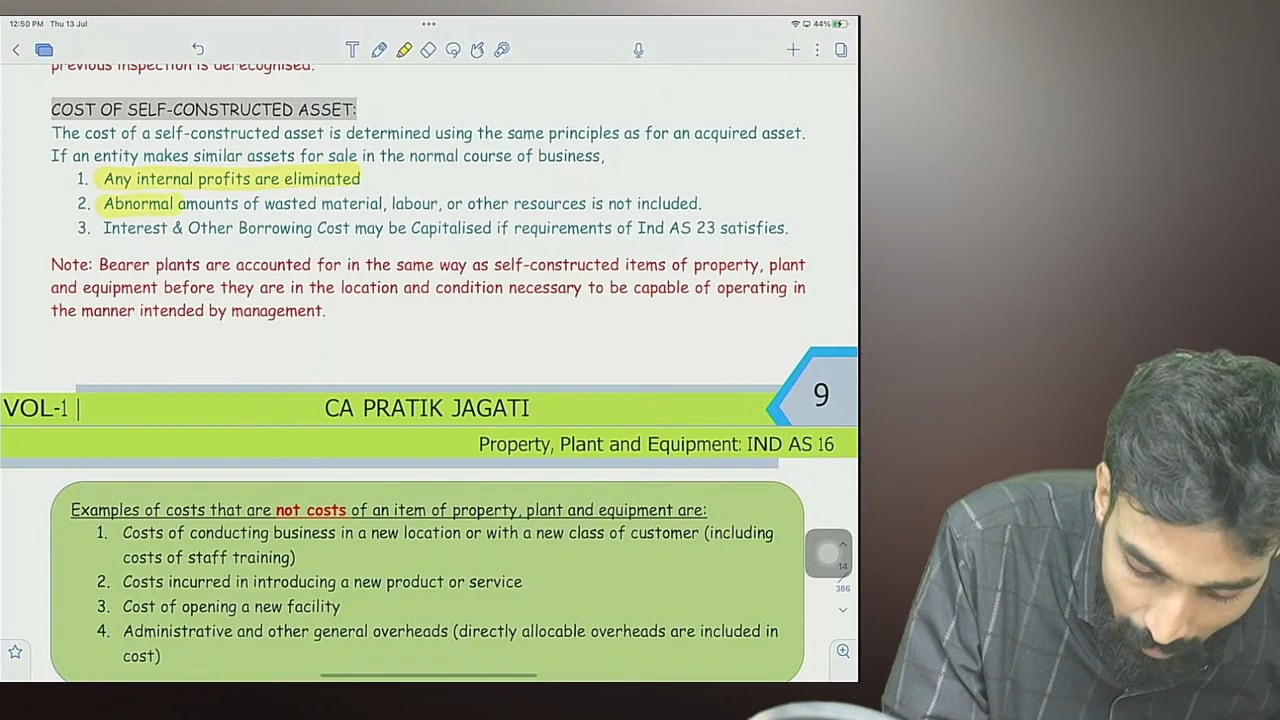 12:50 PM Thu 13 Jul
44%
previous inspection is derecognised.
COST OF SELF-CONSTRUCTED ASSET:
The cost of a self-constructed asset is determined using the same principles as for an acquired asset.
If an entity makes similar assets for sale in the normal course of business,
1. Any internal profits are eliminated
2. Abnormal amounts of wasted material, labour, or other resources is not included.
3. Interest & Other Borrowing Cost may be Capitalised if requirements of Ind AS 23 satisfies.
Note: Bearer plants are accounted for in the same way as self-constructed items of property, plant
and equipment before they are in the location and condition necessary to be capable of operating in
the manner intended by management.
9
VOL-1 | CA PRATIK JAGATI
Property, Plant and Equipment: IND AS 16
Examples of costs that are not costs of an item of property, plant and equipment are:
1. Costs of conducting business in a new location or with a new class of customer (including
costs of staff training)
2. Costs incurred in introducing a new product or service
3. Cost of opening a new facility
4. Administrative and other general overheads (directly allocable overheads are included in
cost)
14
386